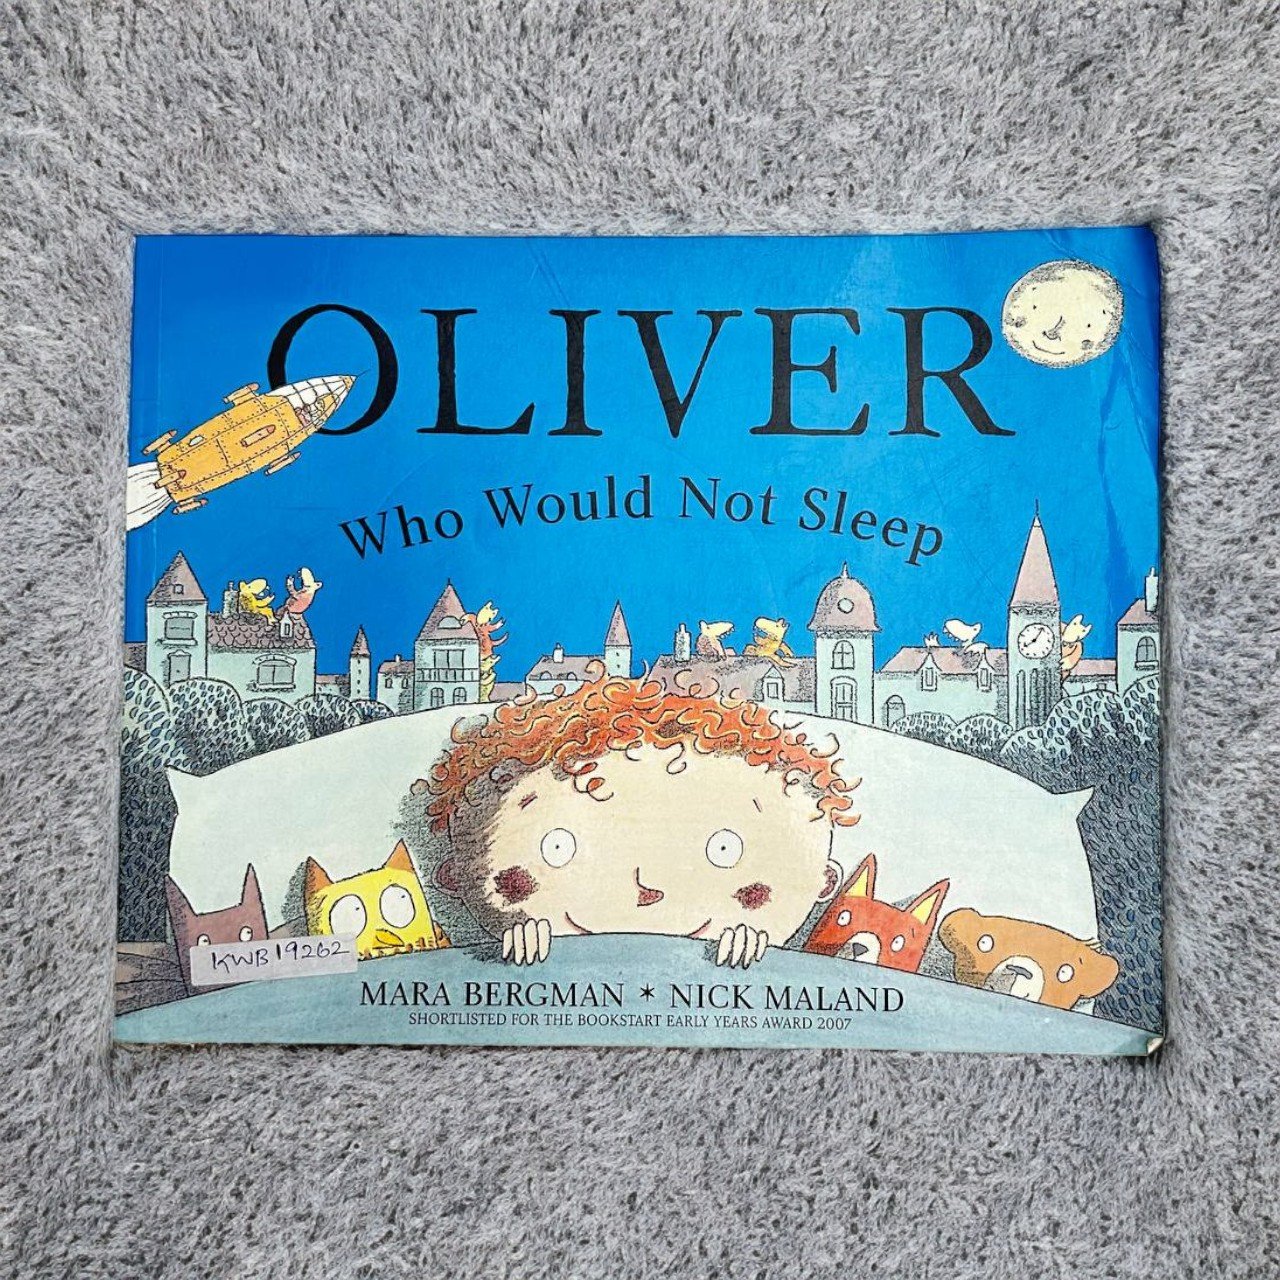 OLIVER
Who Would Not Sleep
KWB19262
MARA BERGMAN * NICK MALAND
SHORTLISTED FOR THE BOOKSTART EARLY YEARS AWARD 2007